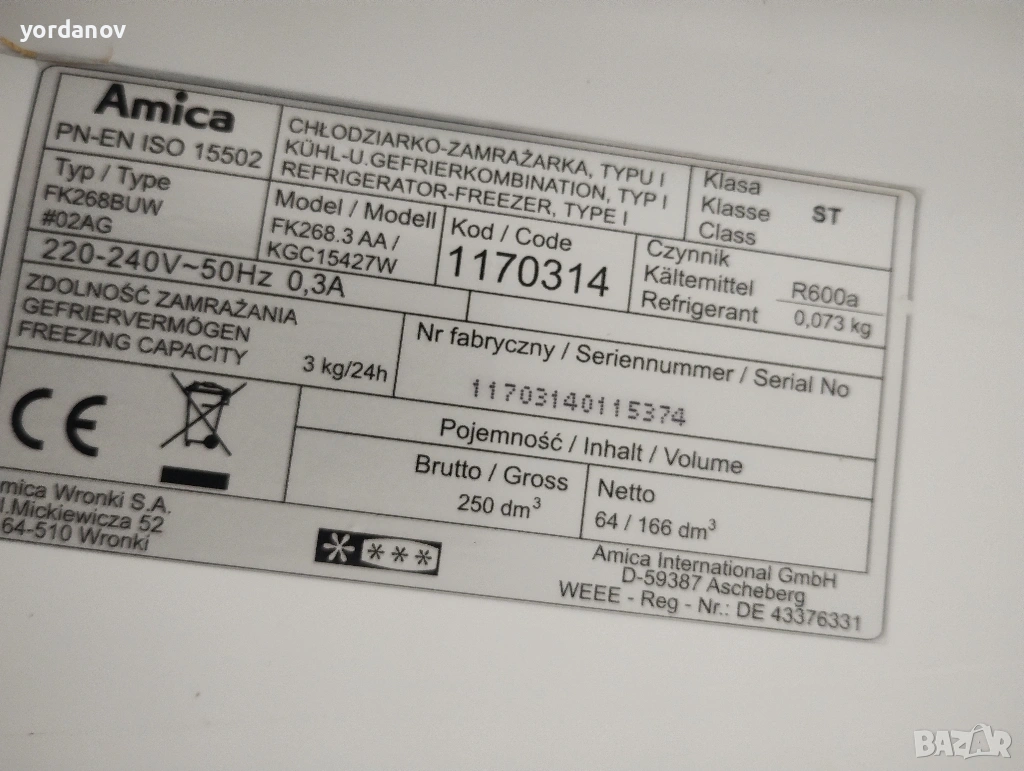 yordanov
Amica
PN-EN ISO 15502
CHŁODZIARKO-ZAMRAŻARKA, TYPU I
KÜHL-U.GEFRIERKOMBINATION, TYP I
REFRIGERATOR-FREEZER, TYPE I
Klasa
Klasse
Class
ST
Typ / Type
FK268BUW
#02AG
Model / Modell
FK268.3 AA /
KGC15427W
Kod / Code
1170314
Czynnik
Kältemittel
Refrigerant
R600a
0,073 kg
220-240V~50Hz 0,3A
ZDOLNOŚĆ ZAMRAŻANIA
GEFRIERVERMÖGEN
FREEZING CAPACITY
3 kg/24h
Nr fabryczny / Seriennummer / Serial No
11703140115374
CE
Pojemność / Inhalt / Volume
Brutto / Gross
250 dm³
Netto
64 / 166 dm³
mica Wronki S.A.
l.Mickiewicza 52
64-510 Wronki
Amica International GmbH
D-59387 Ascheberg
WEEE - Reg - Nr.: DE 43376331
BAZAR